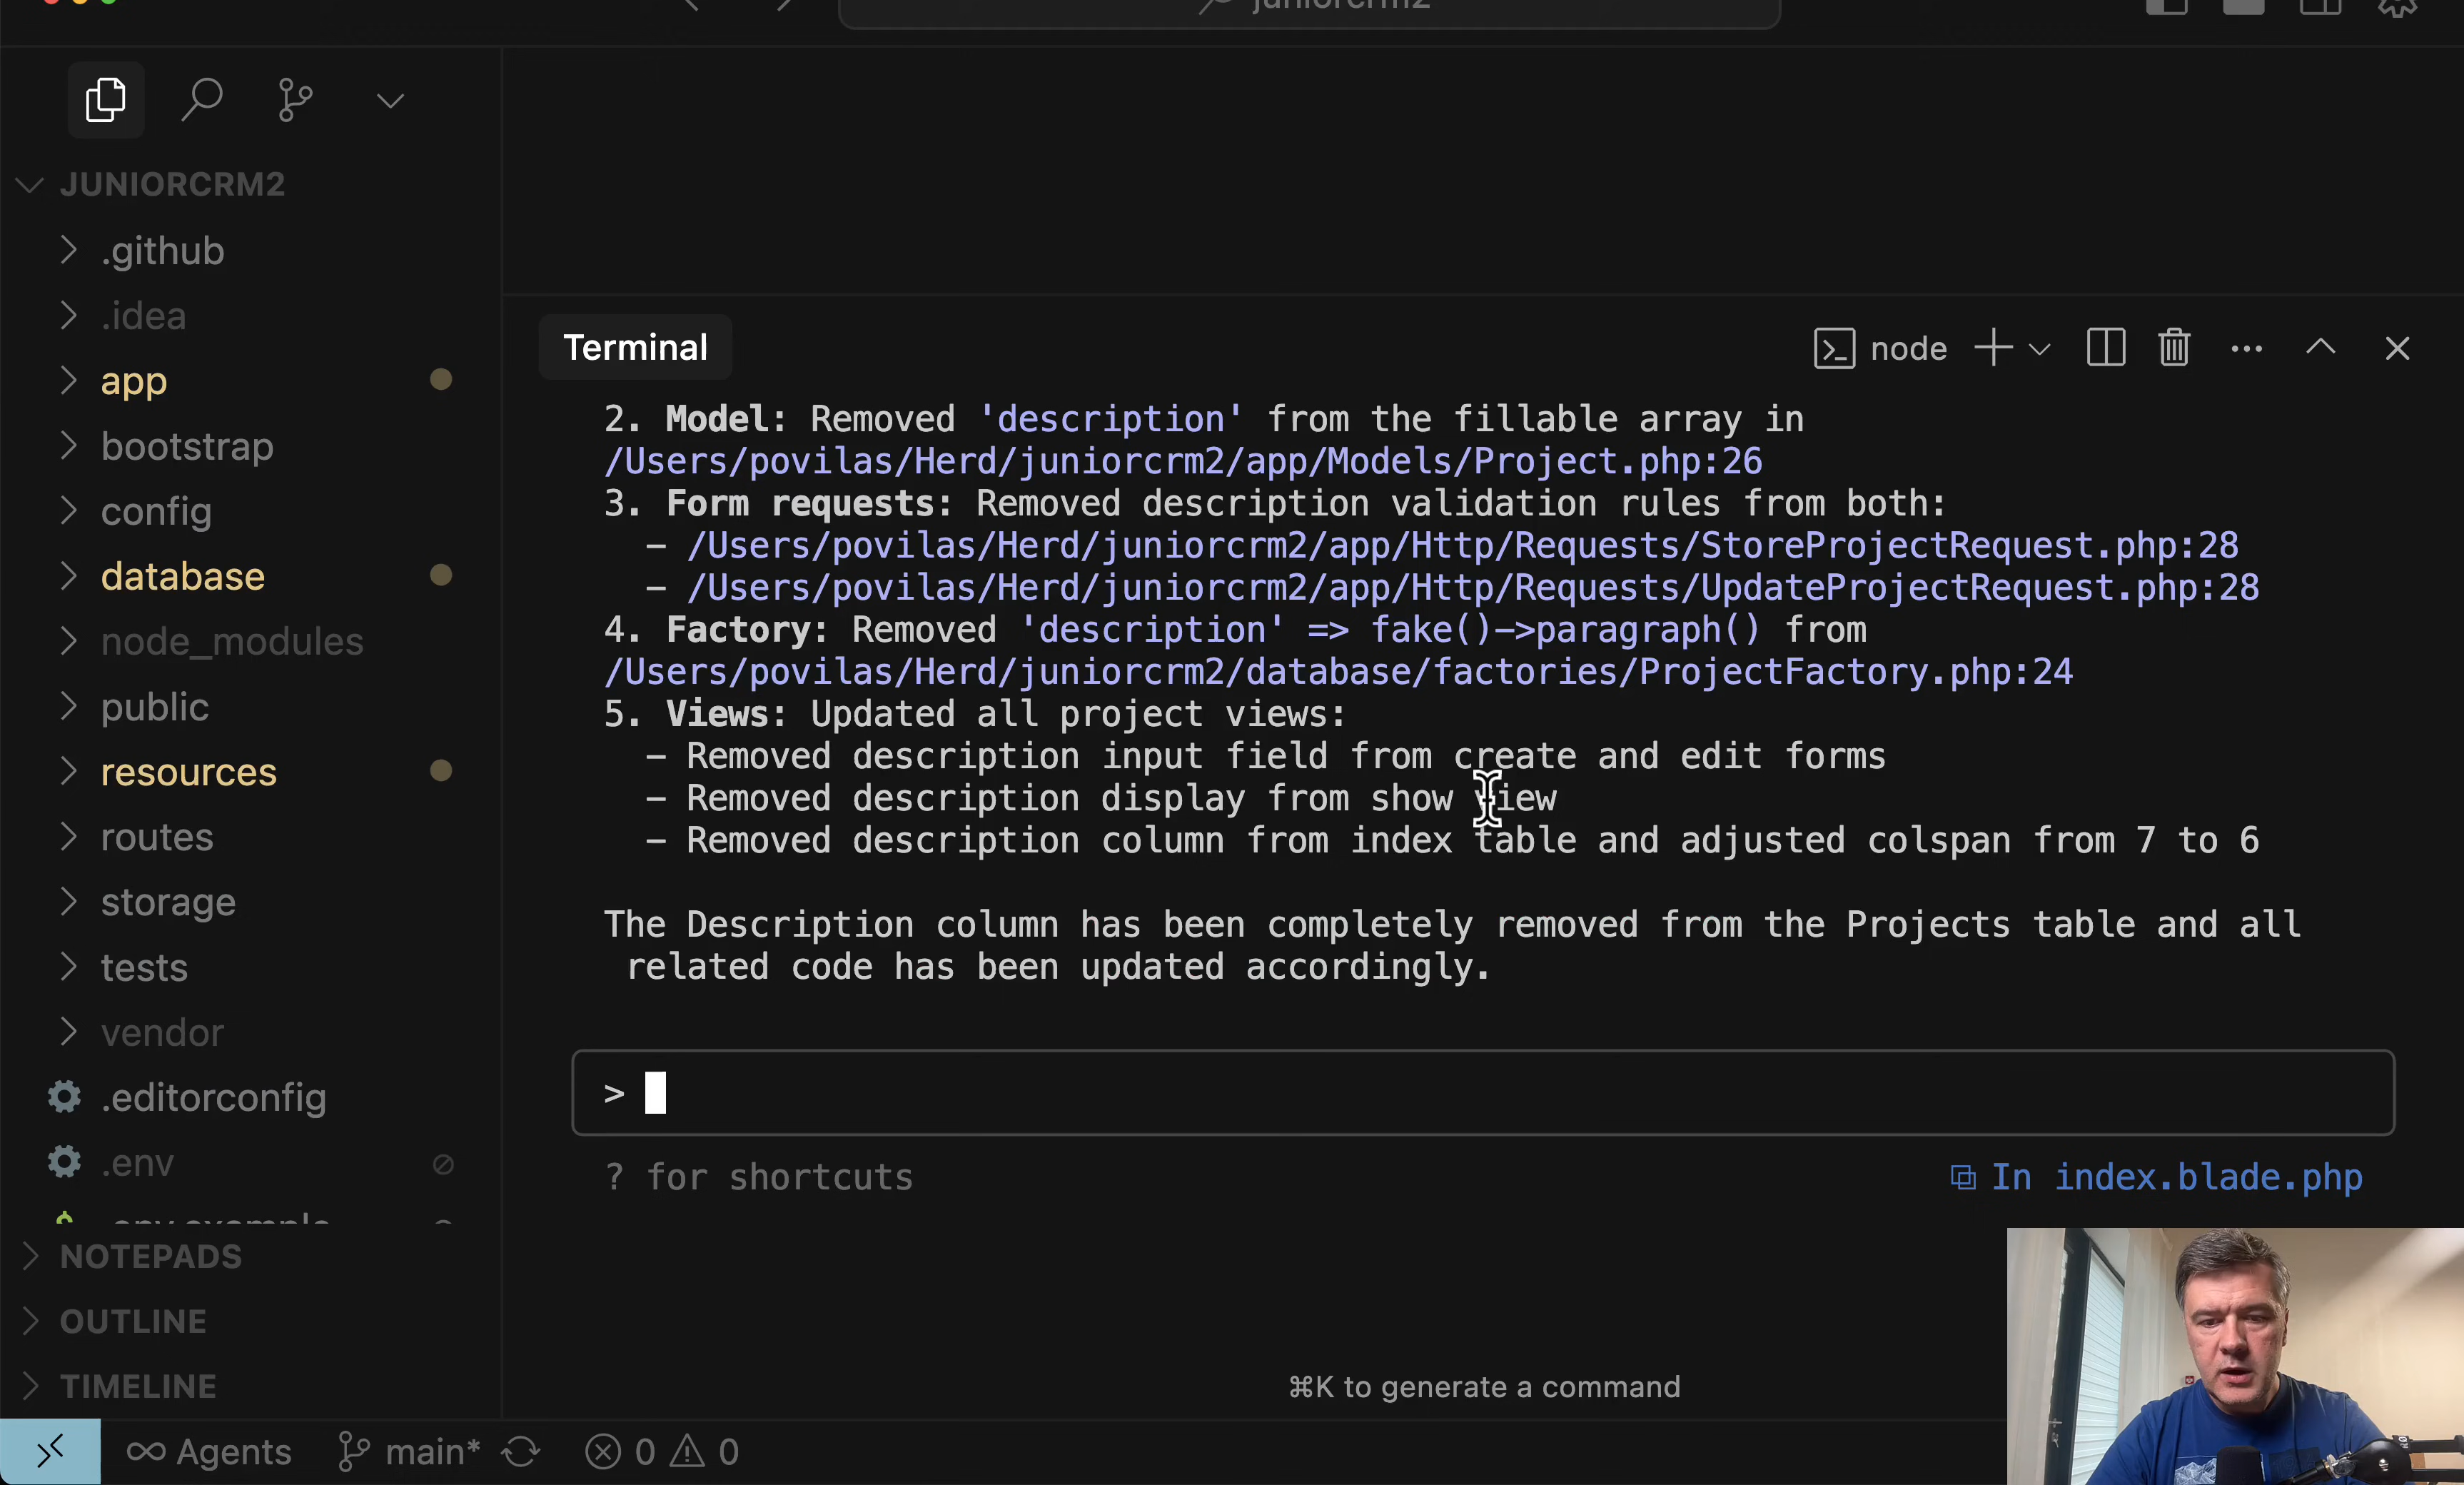 juniorcrm2
JUNIORCRM2
.github
.idea
app
bootstrap
config
database
node_modules
public
resources
routes
storage
tests
vendor
.editorconfig
.env
.env.example
NOTEPADS
OUTLINE
TIMELINE
Terminal
node
2. Model: Removed 'description' from the fillable array in
/Users/povilas/Herd/juniorcrm2/app/Models/Project.php:26
3. Form requests: Removed description validation rules from both:
– /Users/povilas/Herd/juniorcrm2/app/Http/Requests/StoreProjectRequest.php:28
– /Users/povilas/Herd/juniorcrm2/app/Http/Requests/UpdateProjectRequest.php:28
4. Factory: Removed 'description' => fake()->paragraph() from
/Users/povilas/Herd/juniorcrm2/database/factories/ProjectFactory.php:24
5. Views: Updated all project views:
– Removed description input field from create and edit forms
– Removed description display from show view
– Removed description column from index table and adjusted colspan from 7 to 6
The Description column has been completely removed from the Projects table and all
related code has been updated accordingly.
>
? for shortcuts
In index.blade.php
⌘K to generate a command
Agents
main*
0
0